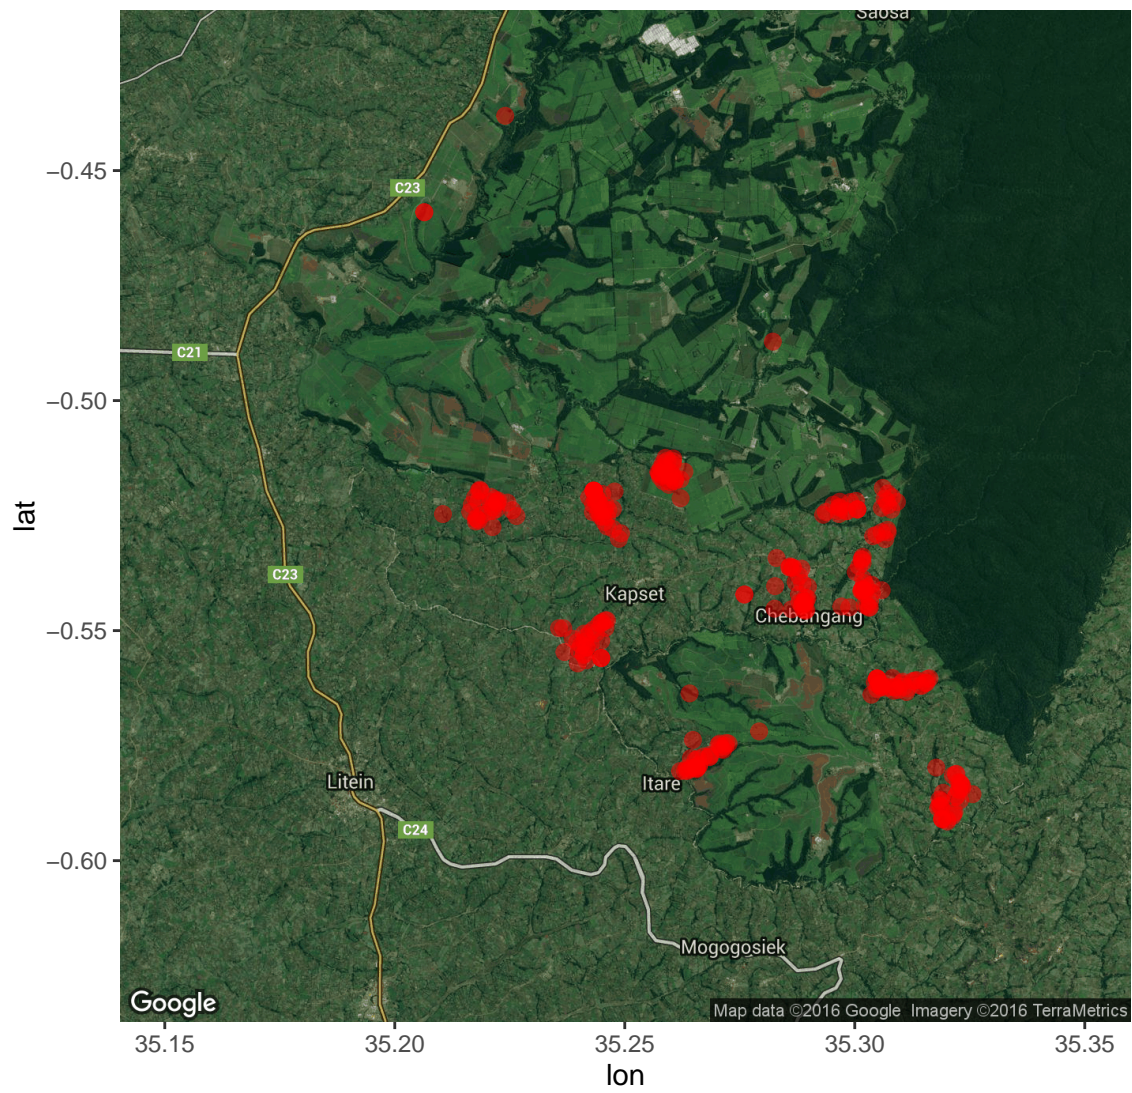 Saosa
−0.45
C23
C21
−0.50
lat
C23
Kapset
Chebangang
−0.55
Litein
Itare
C24
−0.60
Mogogosiek
Google
Map data ©2016 Google Imagery ©2016 TerraMetrics
35.15
35.20
35.25
35.30
35.35
lon